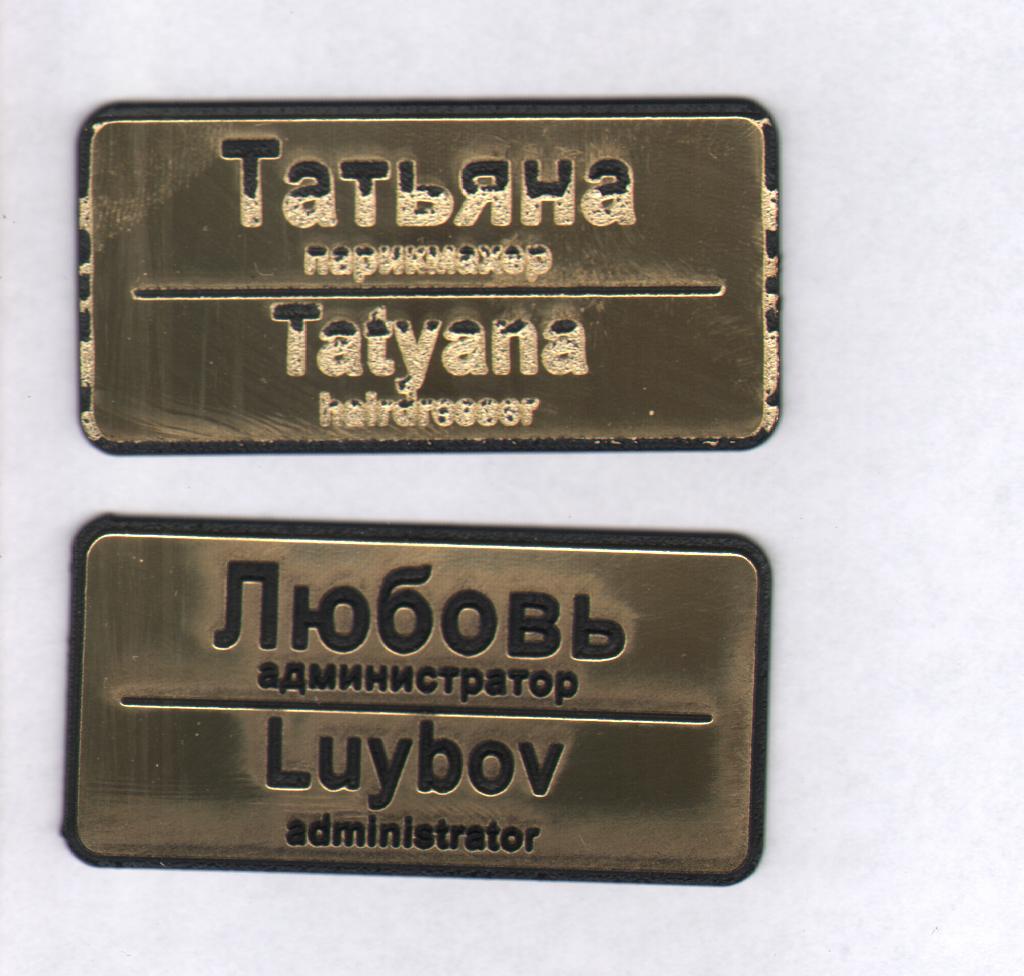 Татьяна
парикмахер
Tatyana
hairdresser
Любовь
администратор
Luybov
administrator